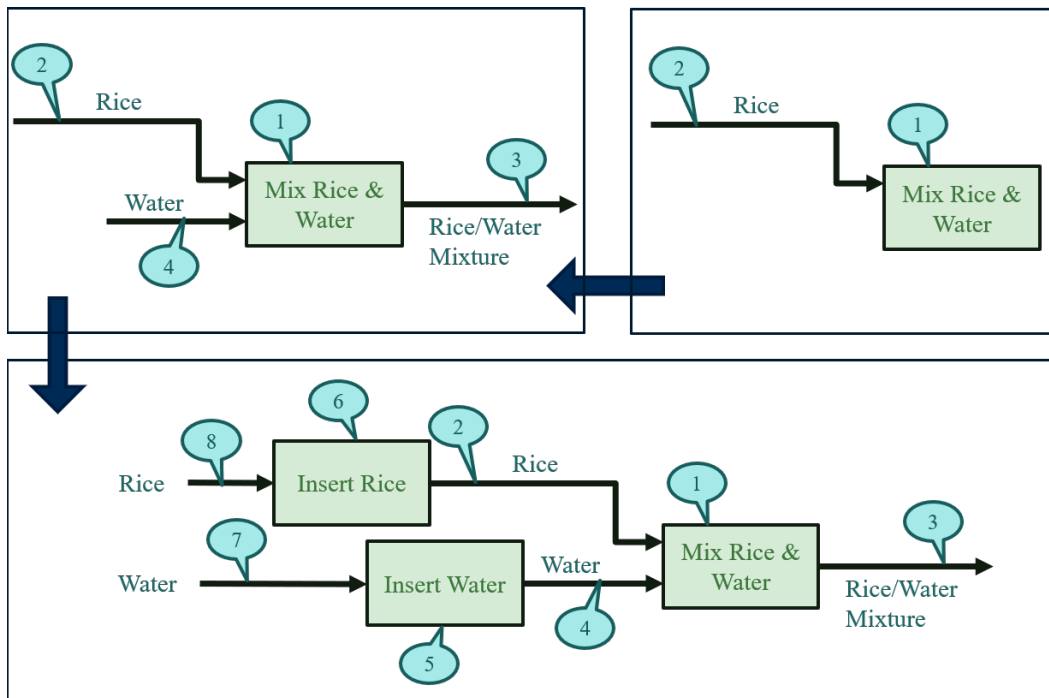 2
Rice
1
Mix Rice &
Water
3
Water
4
Rice/Water
Mixture
2
Rice
1
Mix Rice &
Water
6
2
8
Rice
Insert Rice
Rice
1
3
7
Water
Insert Water
Water
Mix Rice &
Water
4
5
Rice/Water
Mixture